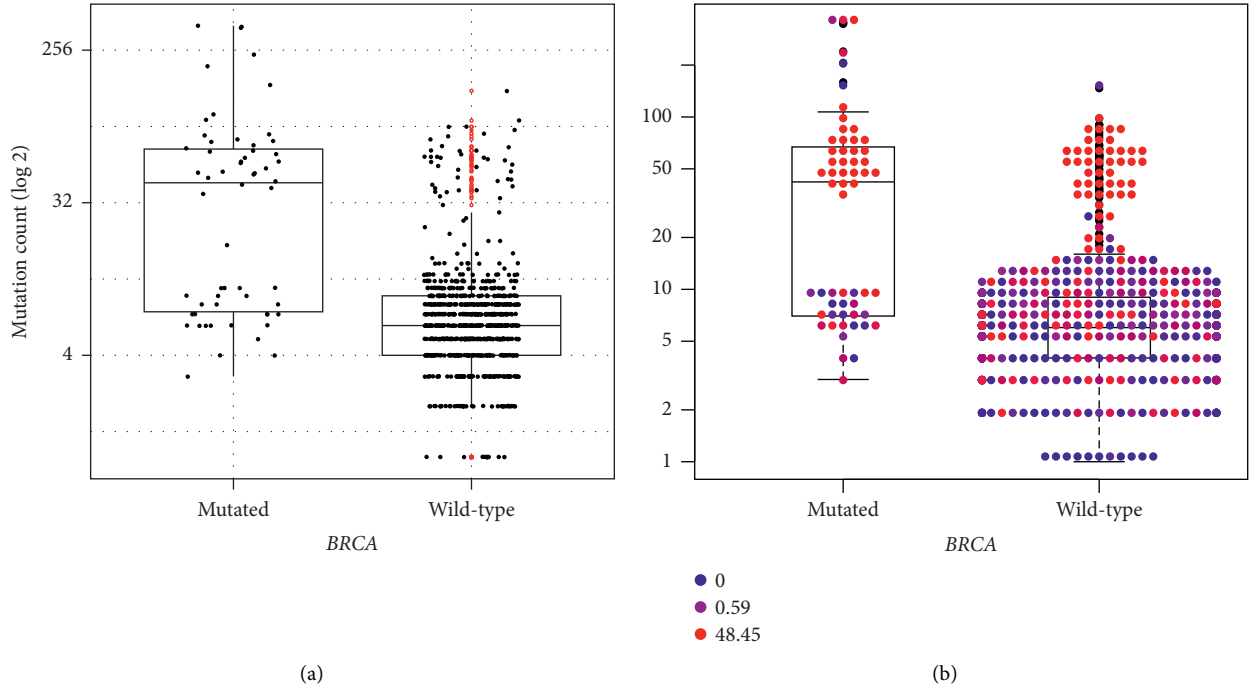 Mutation count (log 2)
256
32
4
Mutated
Wild-type
BRCA
(a)
100
50
20
10
5
2
1
Mutated
Wild-type
BRCA
0
0.59
48.45
(b)